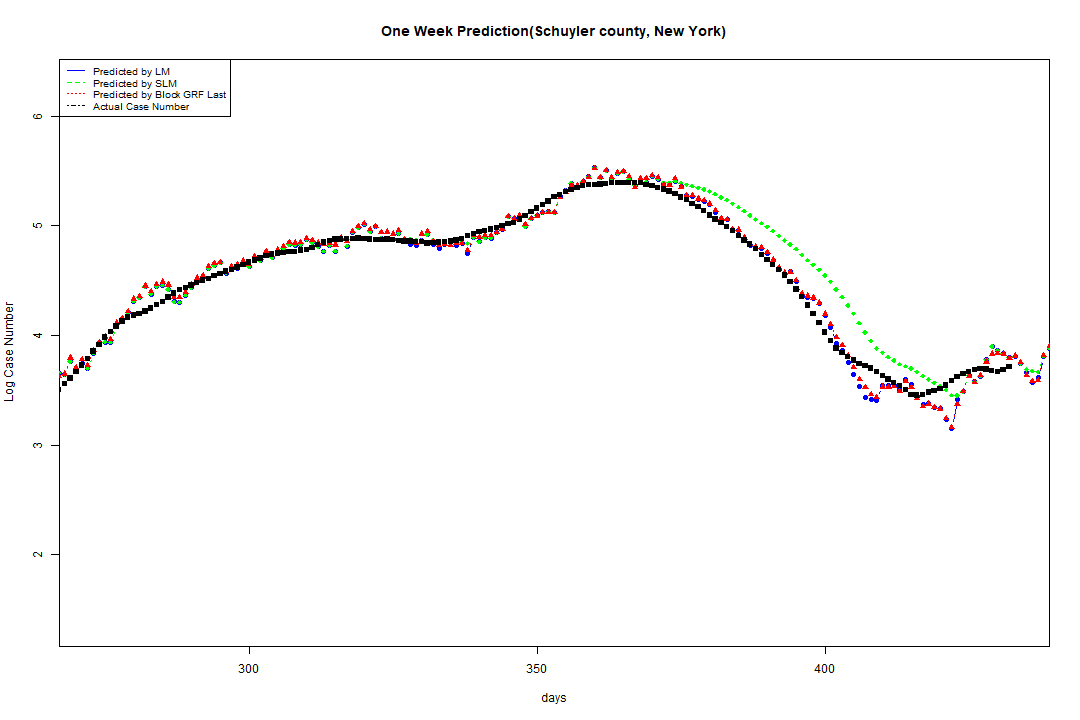 One Week Prediction(Schuyler county, New York)
Predicted by LM
Predicted by SLM
Predicted by Block GRF Last
Actual Case Number
6
5
4
3
2
Log Case Number
300
350
400
days